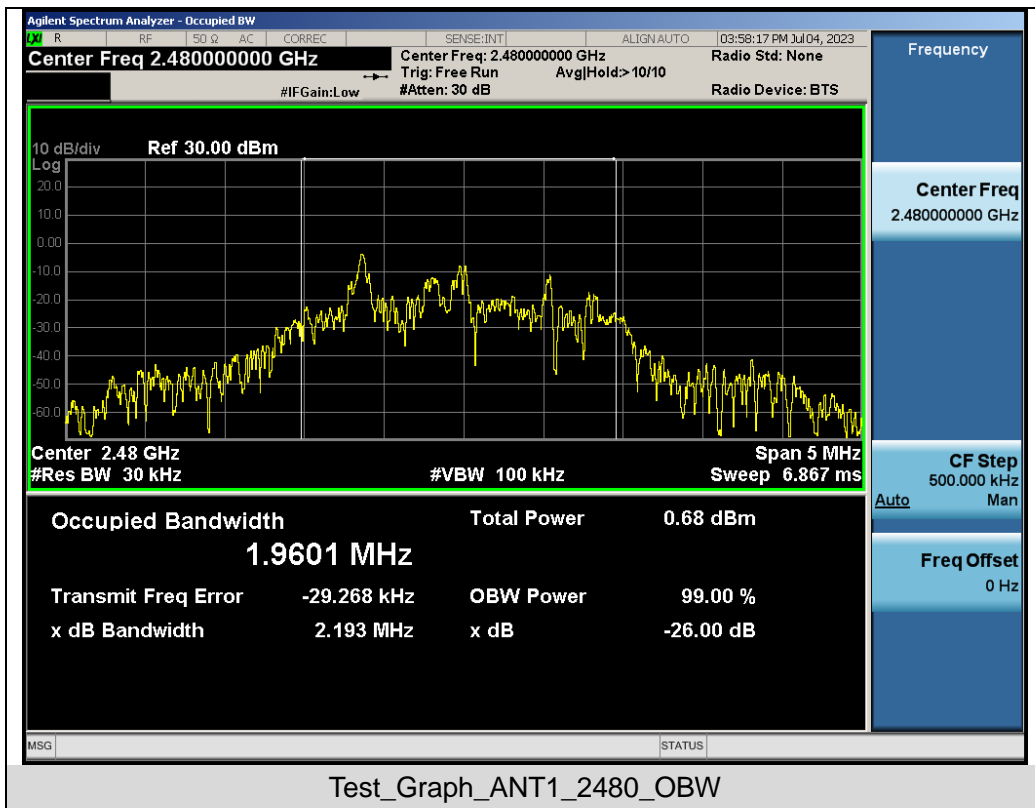 Agilent Spectrum Analyzer - Occupied BW
LXI R RF 50 Ω AC CORREC SENSE:INT ALIGN AUTO 03:58:17 PM Jul 04, 2023
Center Freq 2.480000000 GHz
Center Freq: 2.480000000 GHz
Radio Std: None
Trig: Free Run Avg|Hold:> 10/10
#IFGain:Low
#Atten: 30 dB
Radio Device: BTS
10 dB/div Ref 30.00 dBm
Log
20.0
10.0
0.00
-10.0
-20.0
-30.0
-40.0
-50.0
-60.0
Center 2.48 GHz
Span 5 MHz
#Res BW 30 kHz
#VBW 100 kHz
Sweep 6.867 ms
Occupied Bandwidth
1.9601 MHz
Total Power 0.68 dBm
Transmit Freq Error -29.268 kHz
OBW Power 99.00 %
x dB Bandwidth 2.193 MHz
x dB -26.00 dB
Frequency
Center Freq
2.480000000 GHz
CF Step
500.000 kHz
Auto Man
Freq Offset
0 Hz
MSG
STATUS
Test_Graph_ANT1_2480_OBW